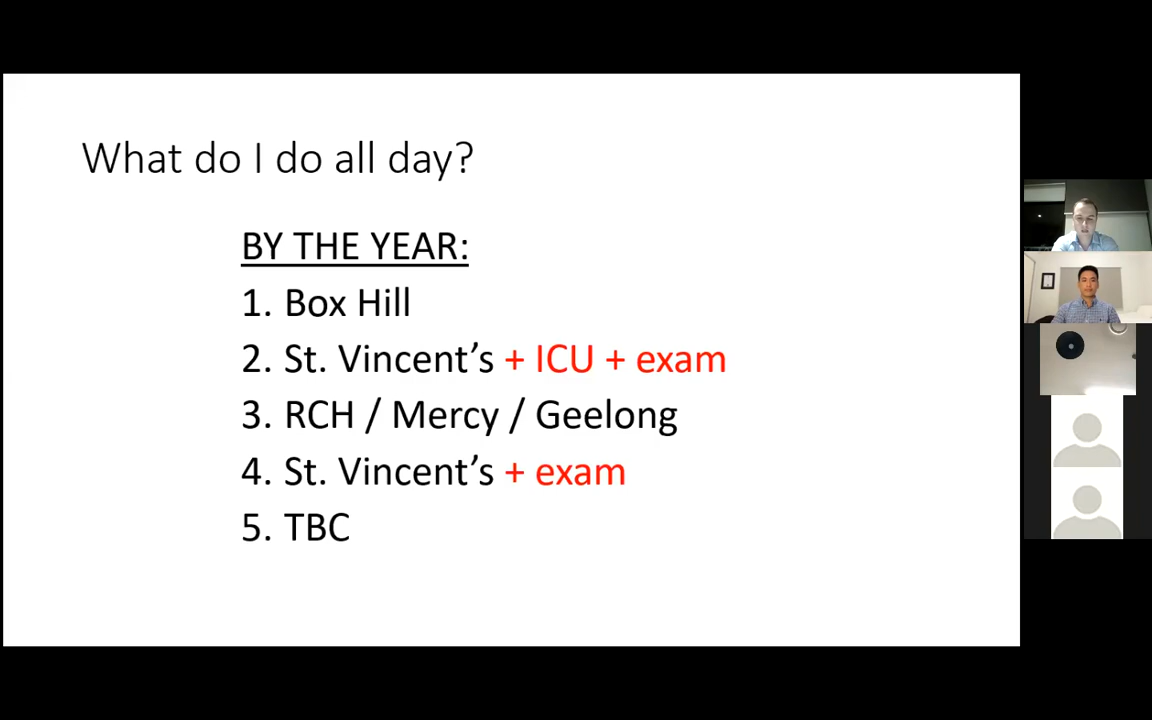 What do I do all day?
BY THE YEAR:
1. Box Hill
2. St. Vincent’s + ICU + exam
3. RCH / Mercy / Geelong
4. St. Vincent’s + exam
5. TBC